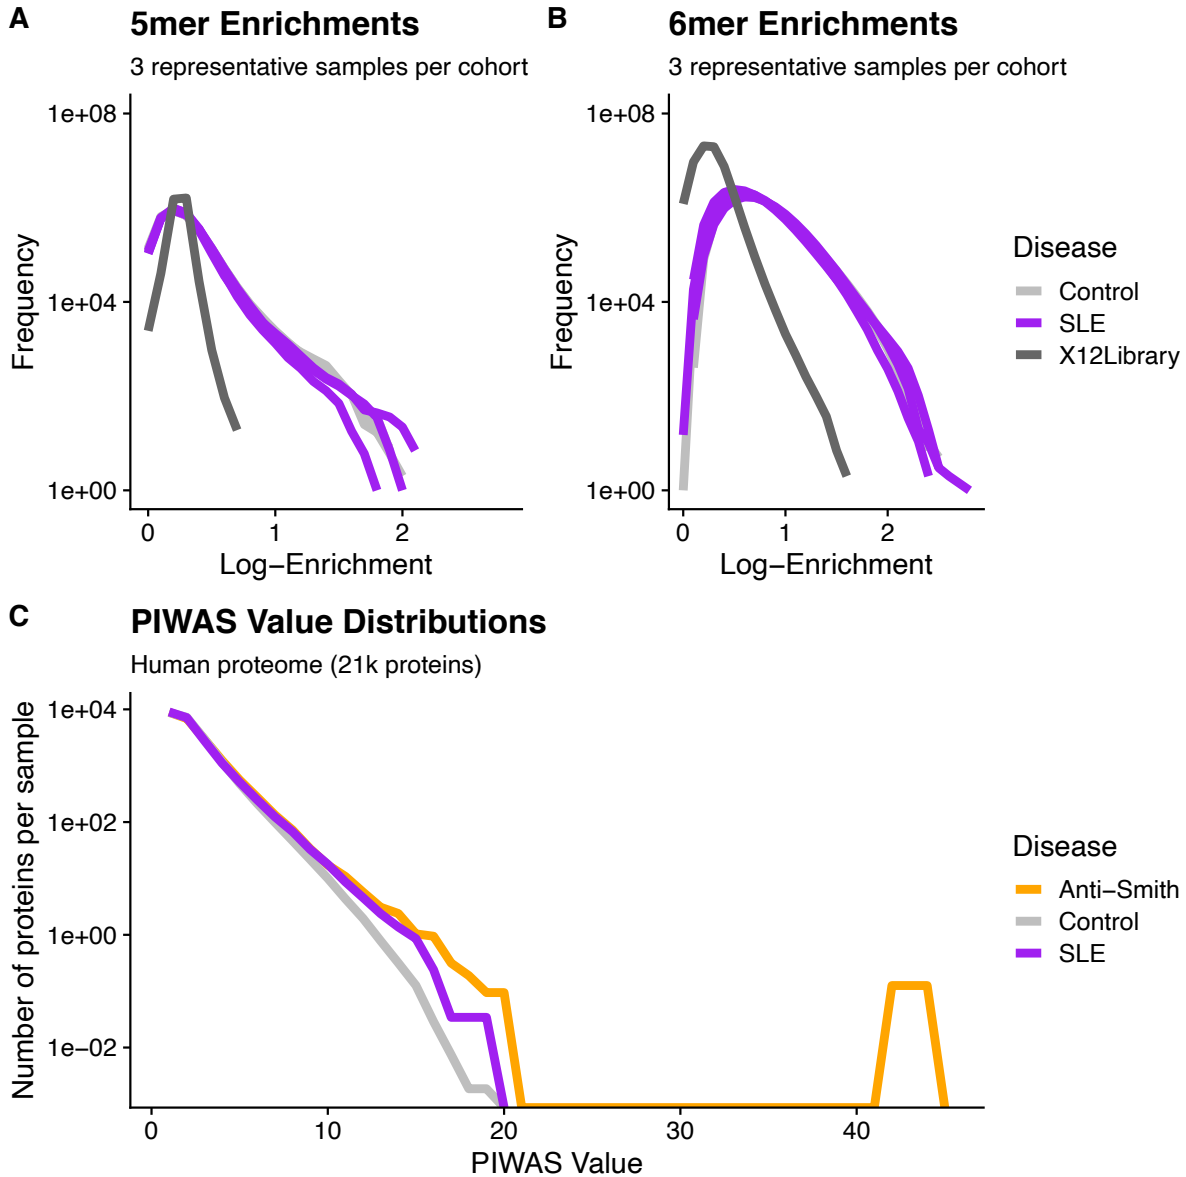 A
5mer Enrichments
3 representative samples per cohort
1e+08
1e+04
1e+00
Frequency
0 1 2
Log−Enrichment
B
6mer Enrichments
3 representative samples per cohort
1e+08
1e+04
1e+00
Frequency
0 1 2
Log−Enrichment
Disease
Control
SLE
X12Library
C
PIWAS Value Distributions
Human proteome (21k proteins)
1e+04
1e+02
1e+00
1e−02
Number of proteins per sample
0 10 20 30 40
PIWAS Value
Disease
Anti−Smith
Control
SLE